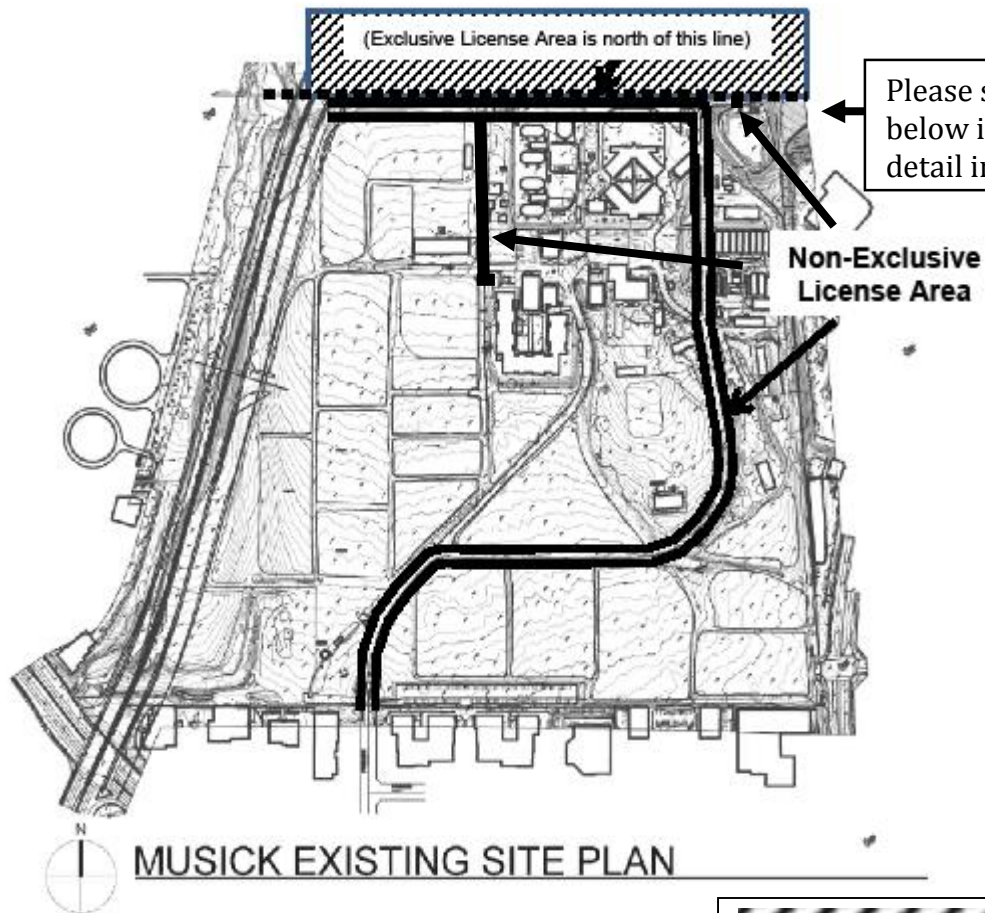 (Exclusive License Area is north of this line)
Please s
below i
detail in
Non-Exclusive
License Area
N
MUSICK EXISTING SITE PLAN